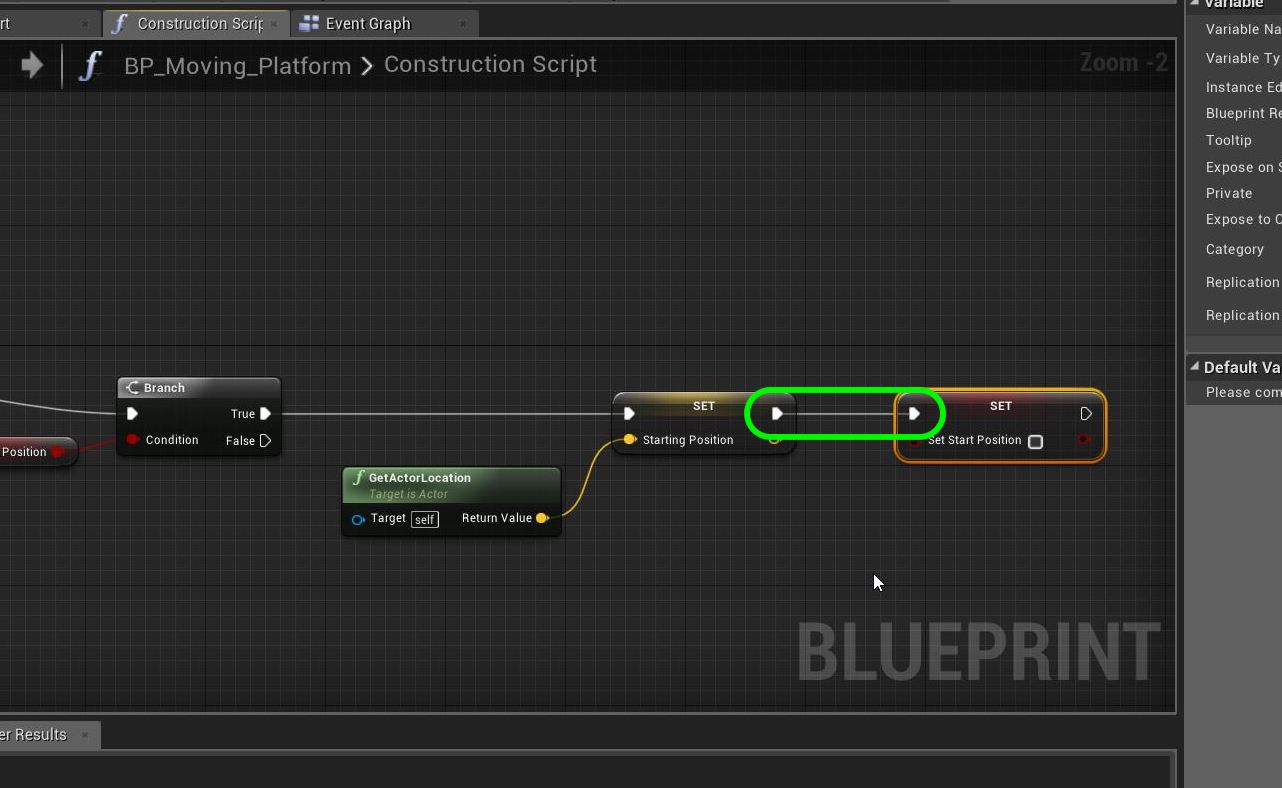 rt
Construction Scrip
Event Graph
BP_Moving_Platform > Construction Script
Zoom -2
Variable
Variable Na
Variable Ty
Instance Ed
Blueprint Re
Tooltip
Expose on S
Private
Expose to C
Category
Replication
Replication
Default Va
Please com
Branch
True
Condition
False
Position
SET
Starting Position
SET
Set Start Position
GetActorLocation
Target is Actor
Target self
Return Value
BLUEPRINT
er Results